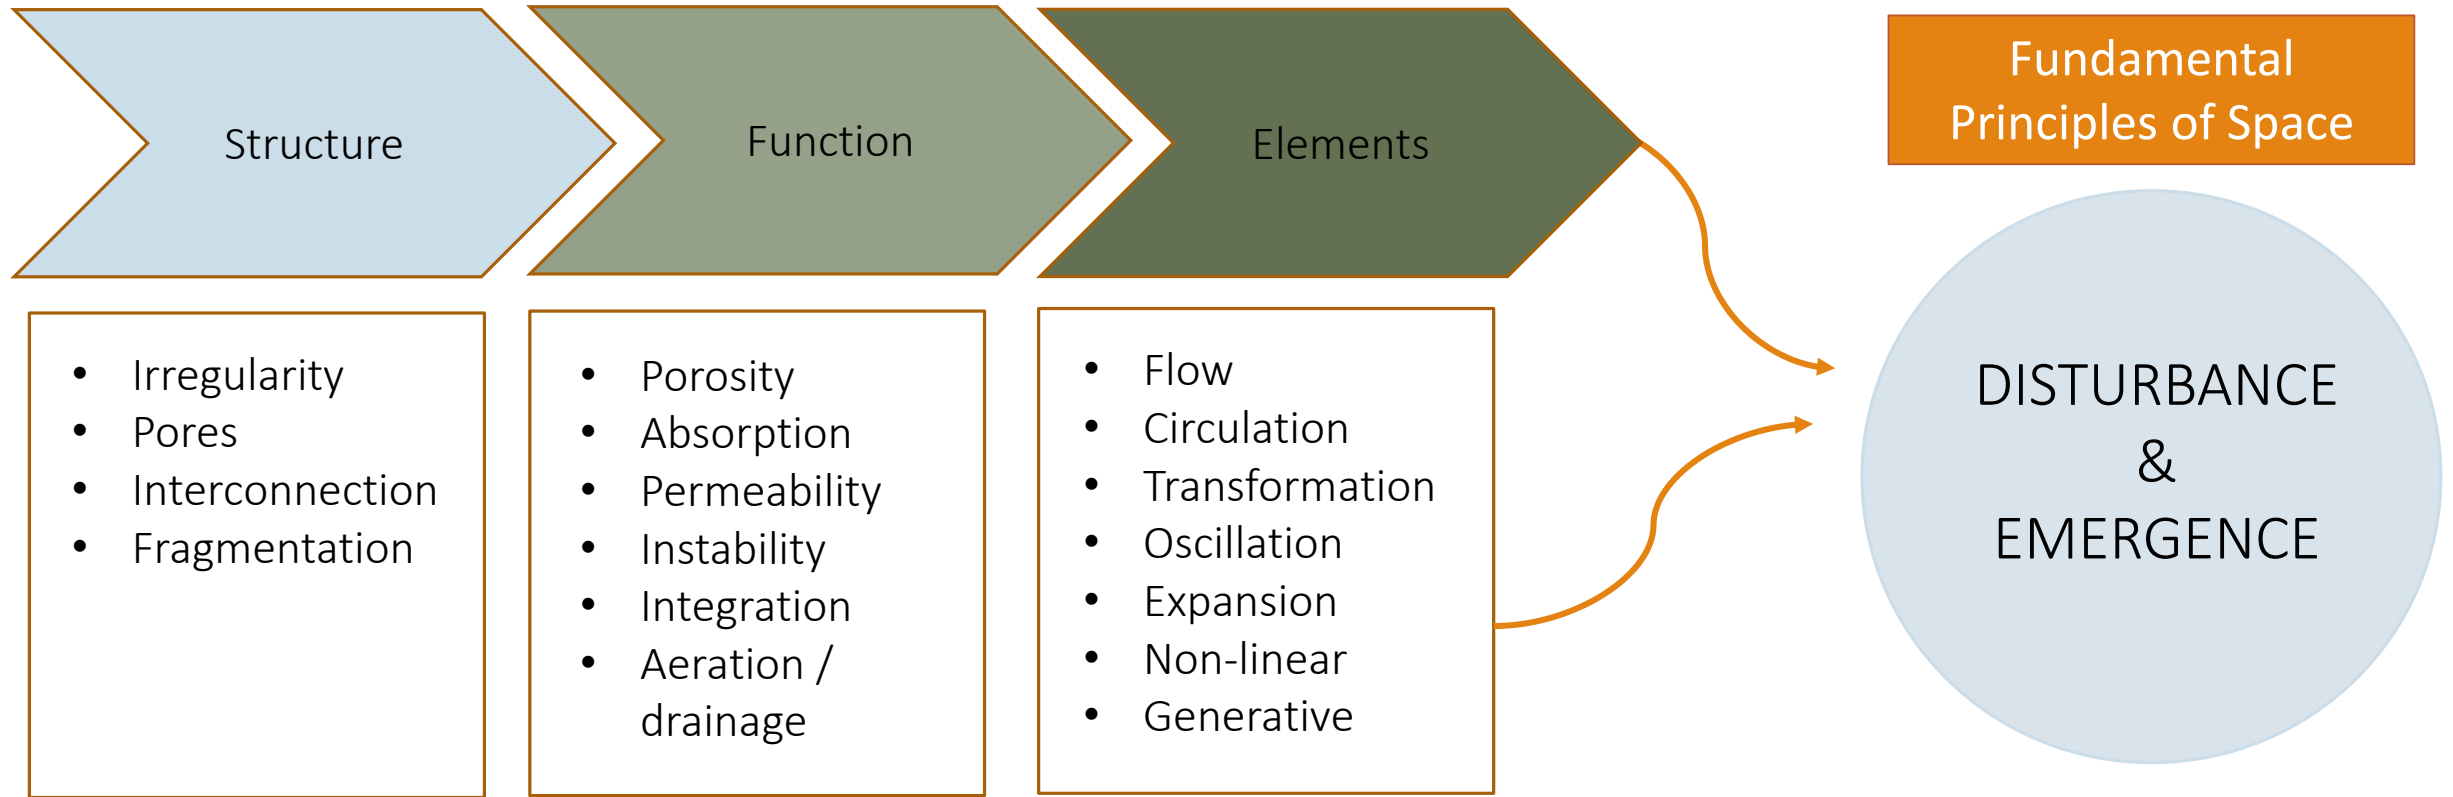 Structure
Function
Elements
Fundamental
Principles of Space
• Irregularity
• Pores
• Interconnection
• Fragmentation
• Porosity
• Absorption
• Permeability
• Instability
• Integration
• Aeration /
drainage
• Flow
• Circulation
• Transformation
• Oscillation
• Expansion
• Non-linear
• Generative
DISTURBANCE
&
EMERGENCE